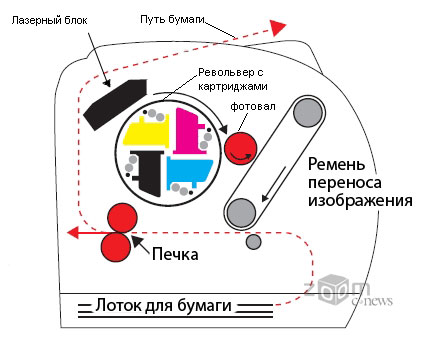 Путь бумаги
Лазерный блок
Револьвер с
картриджами
фотовал
Ремень
переноса
изображения
Печка
Лоток для бумаги
zoom
c·news